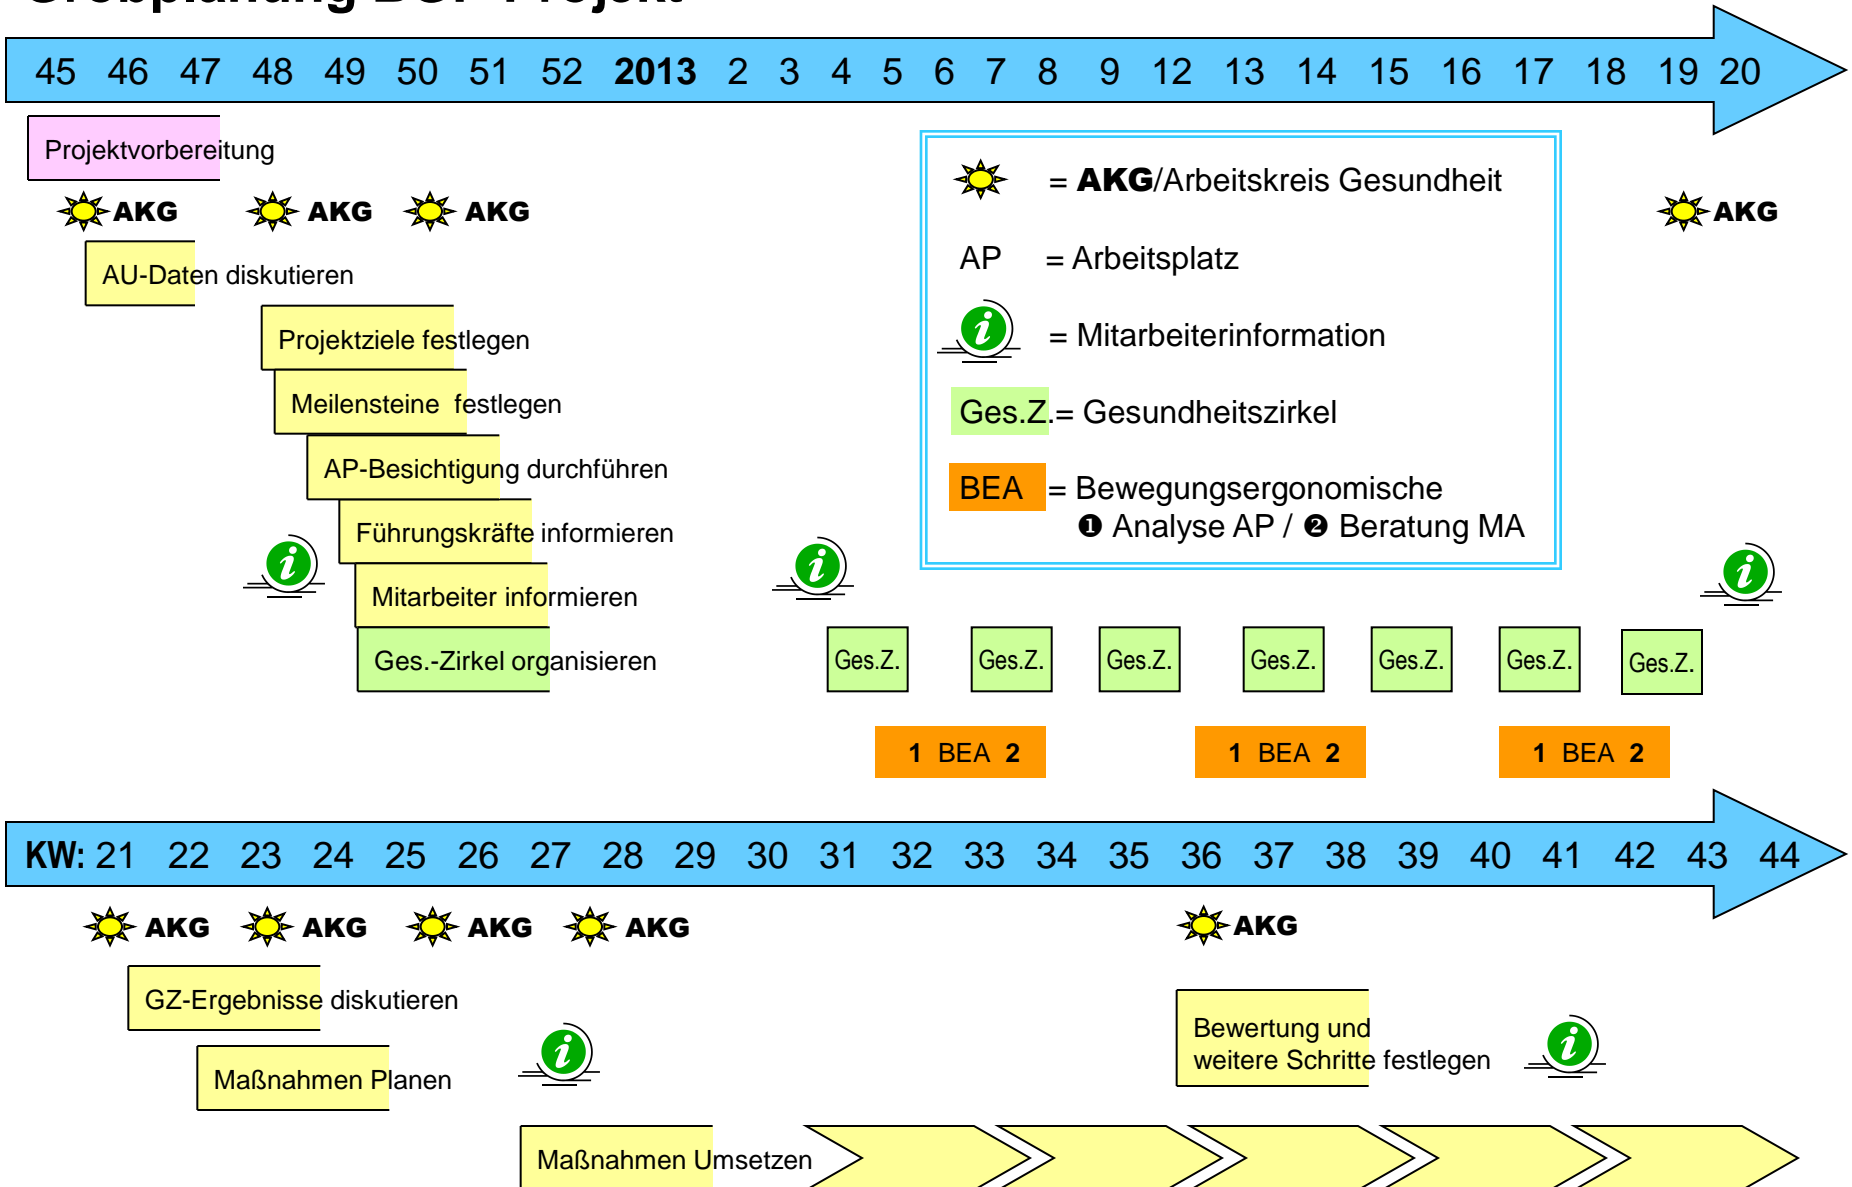 Grobplanung BGF-Projekt
45 46 47 48 49 50 51 52 2013 2 3 4 5 6 7 8 9 12 13 14 15 16 17 18 19 20
Projektvorbereitung
AKG AKG AKG AKG
= AKG/Arbeitskreis Gesundheit
AP = Arbeitsplatz
i = Mitarbeiterinformation
Ges.Z.= Gesundheitszirkel
BEA = Bewegungsergonomische
❶ Analyse AP / ❷ Beratung MA
AU-Daten diskutieren
Projektziele festlegen
Meilensteine festlegen
AP-Besichtigung durchführen
Führungskräfte informieren
i i i
Mitarbeiter informieren
Ges.-Zirkel organisieren
Ges.Z. Ges.Z. Ges.Z. Ges.Z. Ges.Z. Ges.Z. Ges.Z.
1 BEA 2 1 BEA 2 1 BEA 2
KW: 21 22 23 24 25 26 27 28 29 30 31 32 33 34 35 36 37 38 39 40 41 42 43 44
AKG AKG AKG AKG AKG
GZ-Ergebnisse diskutieren
Bewertung und
weitere Schritte festlegen
i i
Maßnahmen Planen
Maßnahmen Umsetzen